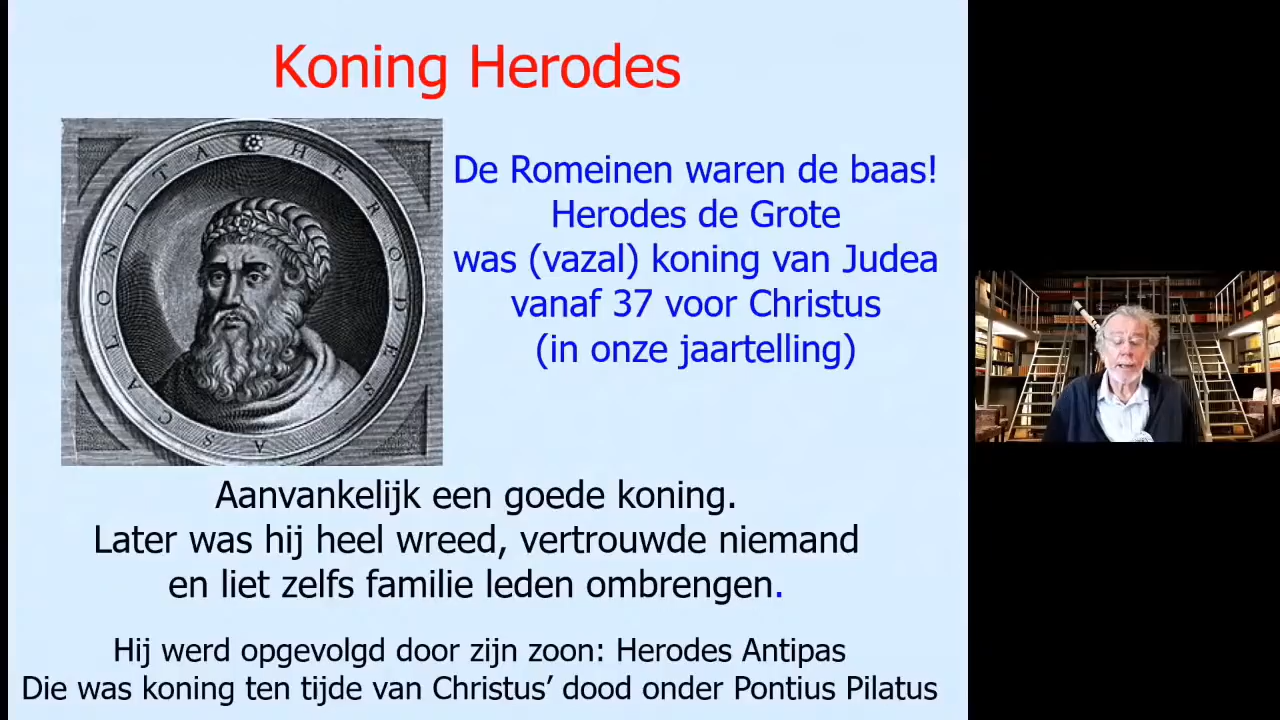 Koning Herodes
HERODES ASCALONITA
De Romeinen waren de baas!
Herodes de Grote
was (vazal) koning van Judea
vanaf 37 voor Christus
(in onze jaartelling)
Aanvankelijk een goede koning.
Later was hij heel wreed, vertrouwde niemand
en liet zelfs familie leden ombrengen.
Hij werd opgevolgd door zijn zoon: Herodes Antipas
Die was koning ten tijde van Christus’ dood onder Pontius Pilatus